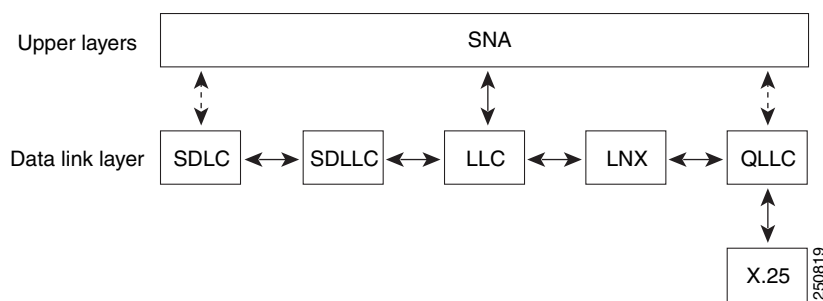 Upper layers
SNA
Data link layer
SDLC
SDLLC
LLC
LNX
QLLC
X.25
250819